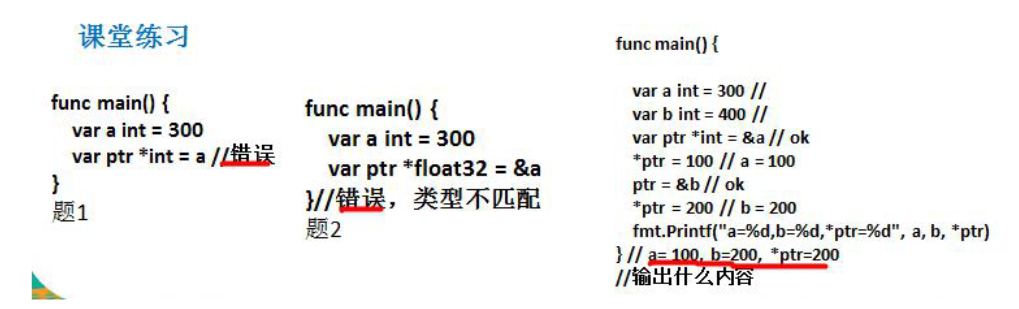 课堂练习
func main() {
var a int = 300
var ptr *int = a //错误
}
题1
func main() {
var a int = 300
var ptr *float32 = &a
}//错误，类型不匹配
题2
func main() {
var a int = 300 //
var b int = 400 //
var ptr *int = &a // ok
*ptr = 100 // a = 100
ptr = &b // ok
*ptr = 200 // b = 200
fmt.Printf("a=%d,b=%d,*ptr=%d", a, b, *ptr)
} // a= 100, b=200, *ptr=200
//输出什么内容